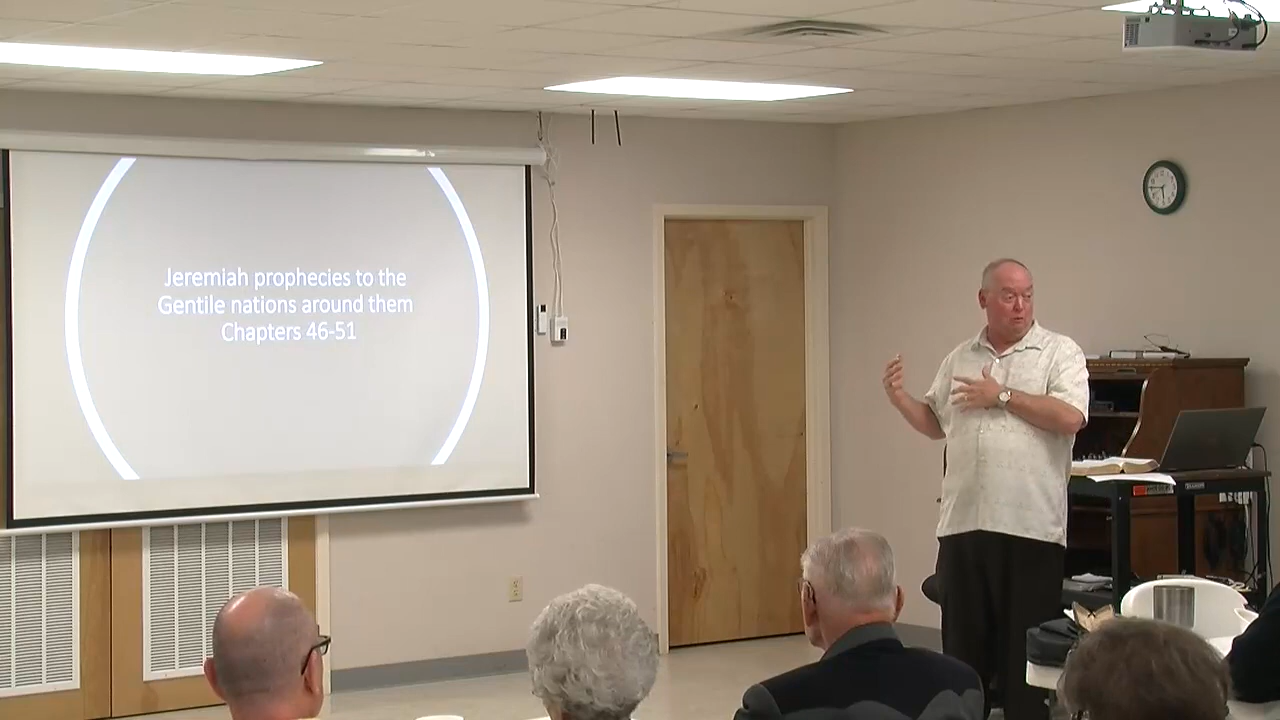 Jeremiah prophecies to the
Gentile nations around them
Chapters 46-51